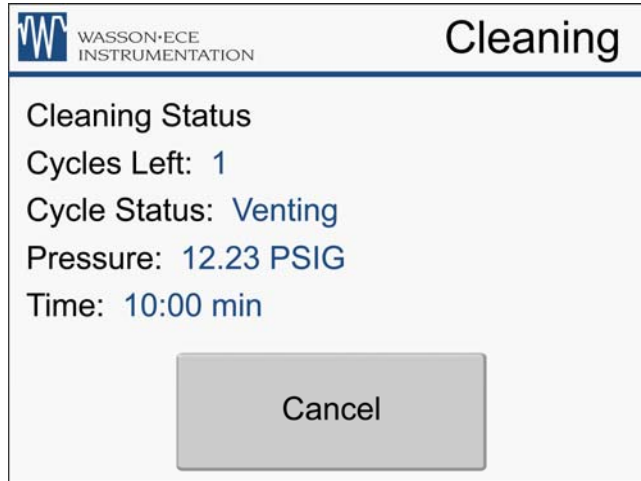 WASSON·ECE
INSTRUMENTATION
Cleaning
Cleaning Status
Cycles Left: 1
Cycle Status: Venting
Pressure: 12.23 PSIG
Time: 10:00 min
Cancel